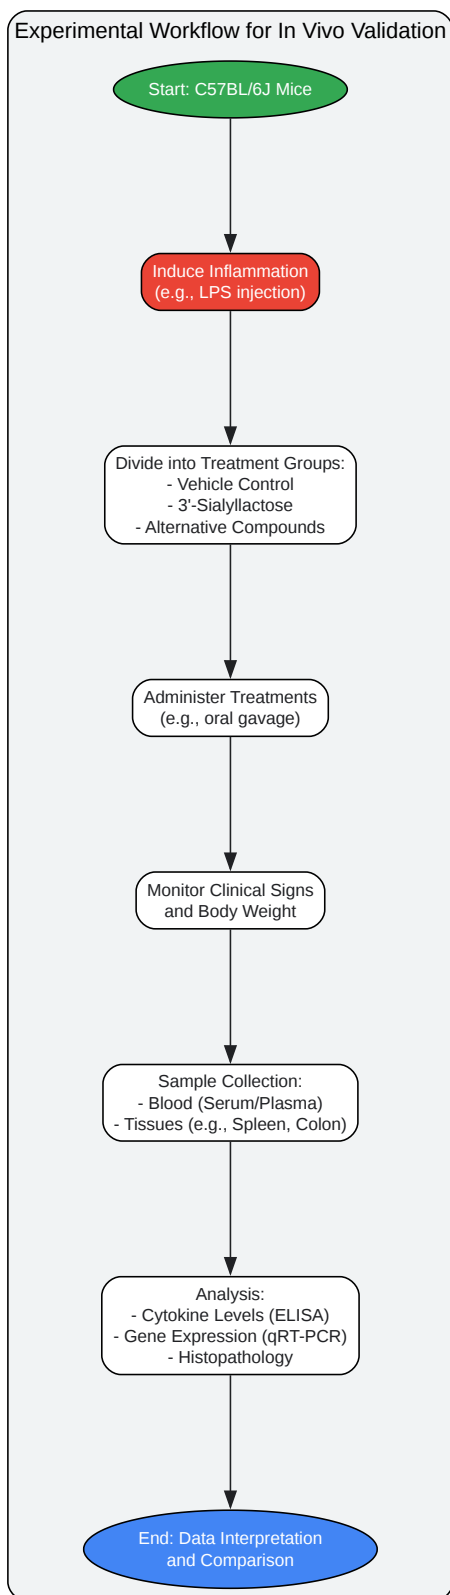 Experimental Workflow for In Vivo Validation
Start: C57BL/6J Mice
Induce Inflammation
(e.g., LPS injection)
Divide into Treatment Groups:
- Vehicle Control
- 3'-Sialyllactose
- Alternative Compounds
Administer Treatments
(e.g., oral gavage)
Monitor Clinical Signs
and Body Weight
Sample Collection:
- Blood (Serum/Plasma)
- Tissues (e.g., Spleen, Colon)
Analysis:
- Cytokine Levels (ELISA)
- Gene Expression (qRT-PCR)
- Histopathology
End: Data Interpretation
and Comparison